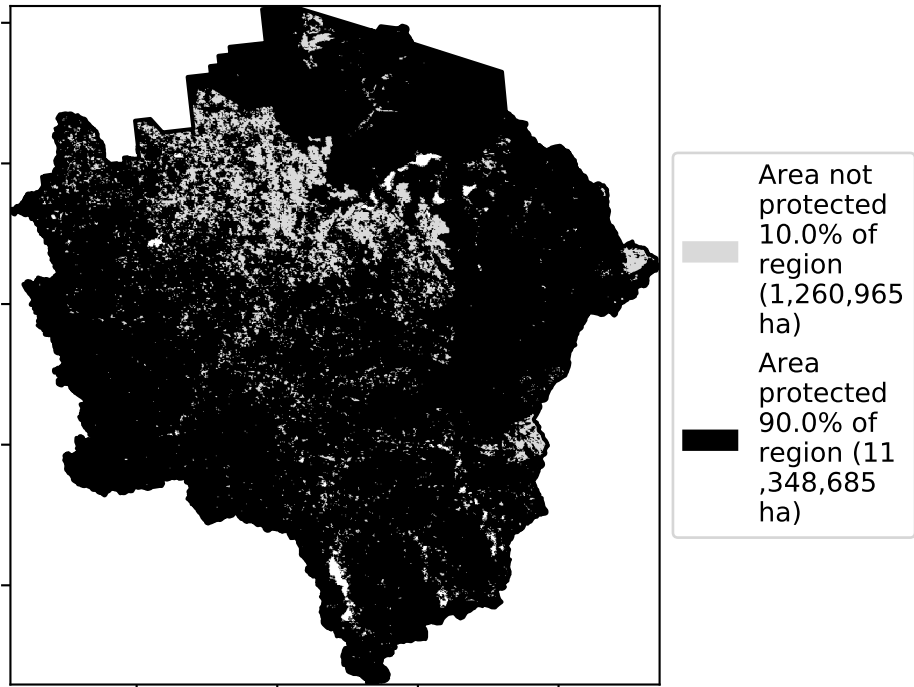 Area not
protected
10.0% of
region
(1,260,965
ha)
Area
protected
90.0% of
region (11
,348,685
ha)